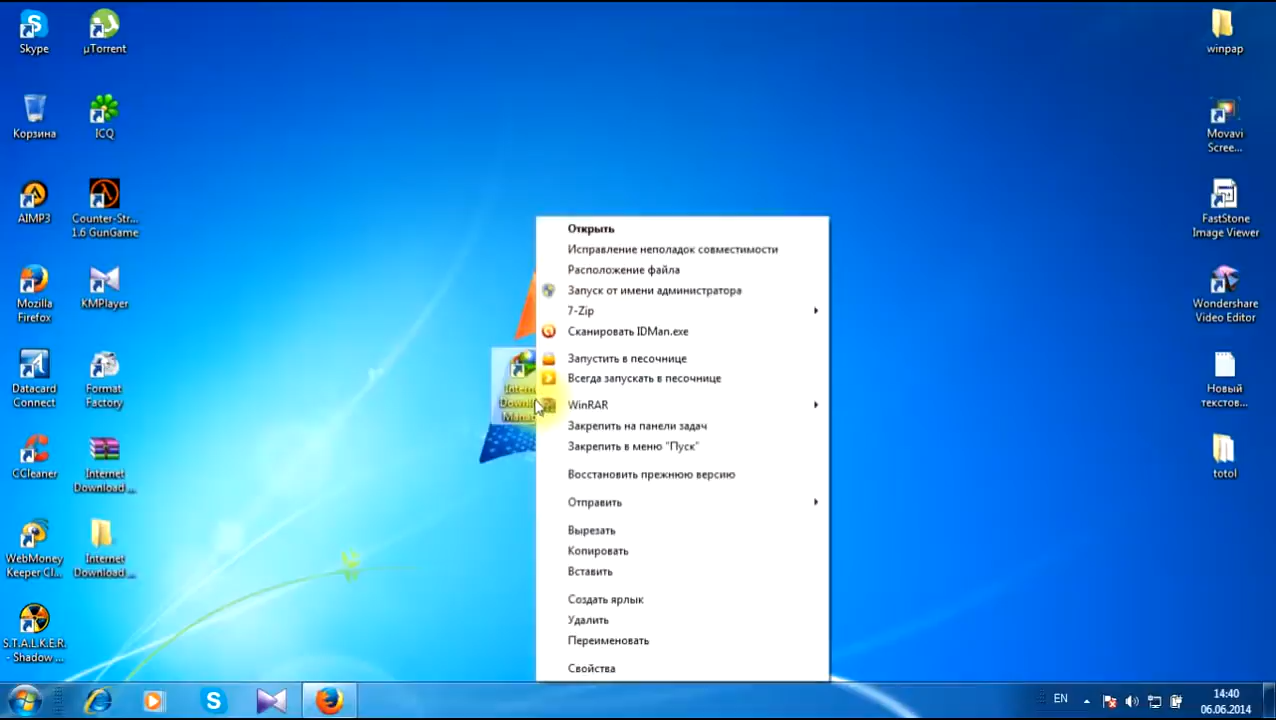 Skype
µTorrent
Корзина
ICQ
AIMP3
Counter-Str...
1.6 GunGame
Mozilla
Firefox
KMPlayer
Datacard
Connect
Format
Factory
CCleaner
Internet
Download ...
WebMoney
Keeper Cl...
Internet
Download ...
S.T.A.L.K.E.R.
- Shadow ...
Intern
Downl
Mana
Открыть
Исправление неполадок совместимости
Расположение файла
Запуск от имени администратора
7-Zip
Сканировать IDMan.exe
Запустить в песочнице
Всегда запускать в песочнице
WinRAR
Закрепить на панели задач
Закрепить в меню "Пуск"
Восстановить прежнюю версию
Отправить
Вырезать
Копировать
Вставить
Создать ярлык
Удалить
Переименовать
Свойства
winpap
Movavi
Scree...
FastStone
Image Viewer
Wondershare
Video Editor
Новый
текстов...
totol
EN
14:40
06.06.2014